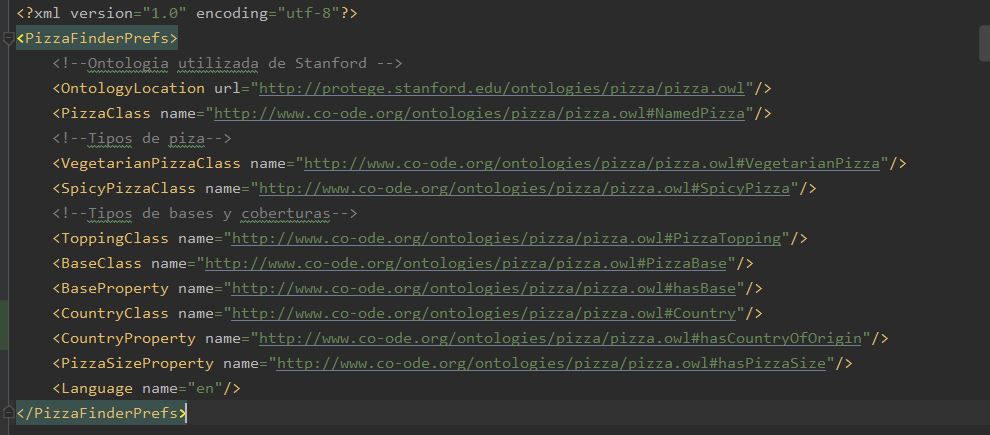 <?xml version="1.0" encoding="utf-8"?>
<PizzaFinderPrefs>
<!--Ontologia utilizada de Stanford -->
<OntologyLocation url="http://protege.stanford.edu/ontologies/pizza/pizza.owl"/>
<PizzaClass name="http://www.co-ode.org/ontologies/pizza/pizza.owl#NamedPizza"/>
<!--Tipos de piza-->
<VegetarianPizzaClass name="http://www.co-ode.org/ontologies/pizza/pizza.owl#VegetarianPizza"/>
<SpicyPizzaClass name="http://www.co-ode.org/ontologies/pizza/pizza.owl#SpicyPizza"/>
<!--Tipos de bases y coberturas-->
<ToppingClass name="http://www.co-ode.org/ontologies/pizza/pizza.owl#PizzaTopping"/>
<BaseClass name="http://www.co-ode.org/ontologies/pizza/pizza.owl#PizzaBase"/>
<BaseProperty name="http://www.co-ode.org/ontologies/pizza/pizza.owl#hasBase"/>
<CountryClass name="http://www.co-ode.org/ontologies/pizza/pizza.owl#Country"/>
<CountryProperty name="http://www.co-ode.org/ontologies/pizza/pizza.owl#hasCountryOfOrigin"/>
<PizzaSizeProperty name="http://www.co-ode.org/ontologies/pizza/pizza.owl#hasPizzaSize"/>
<Language name="en"/>
</PizzaFinderPrefs>